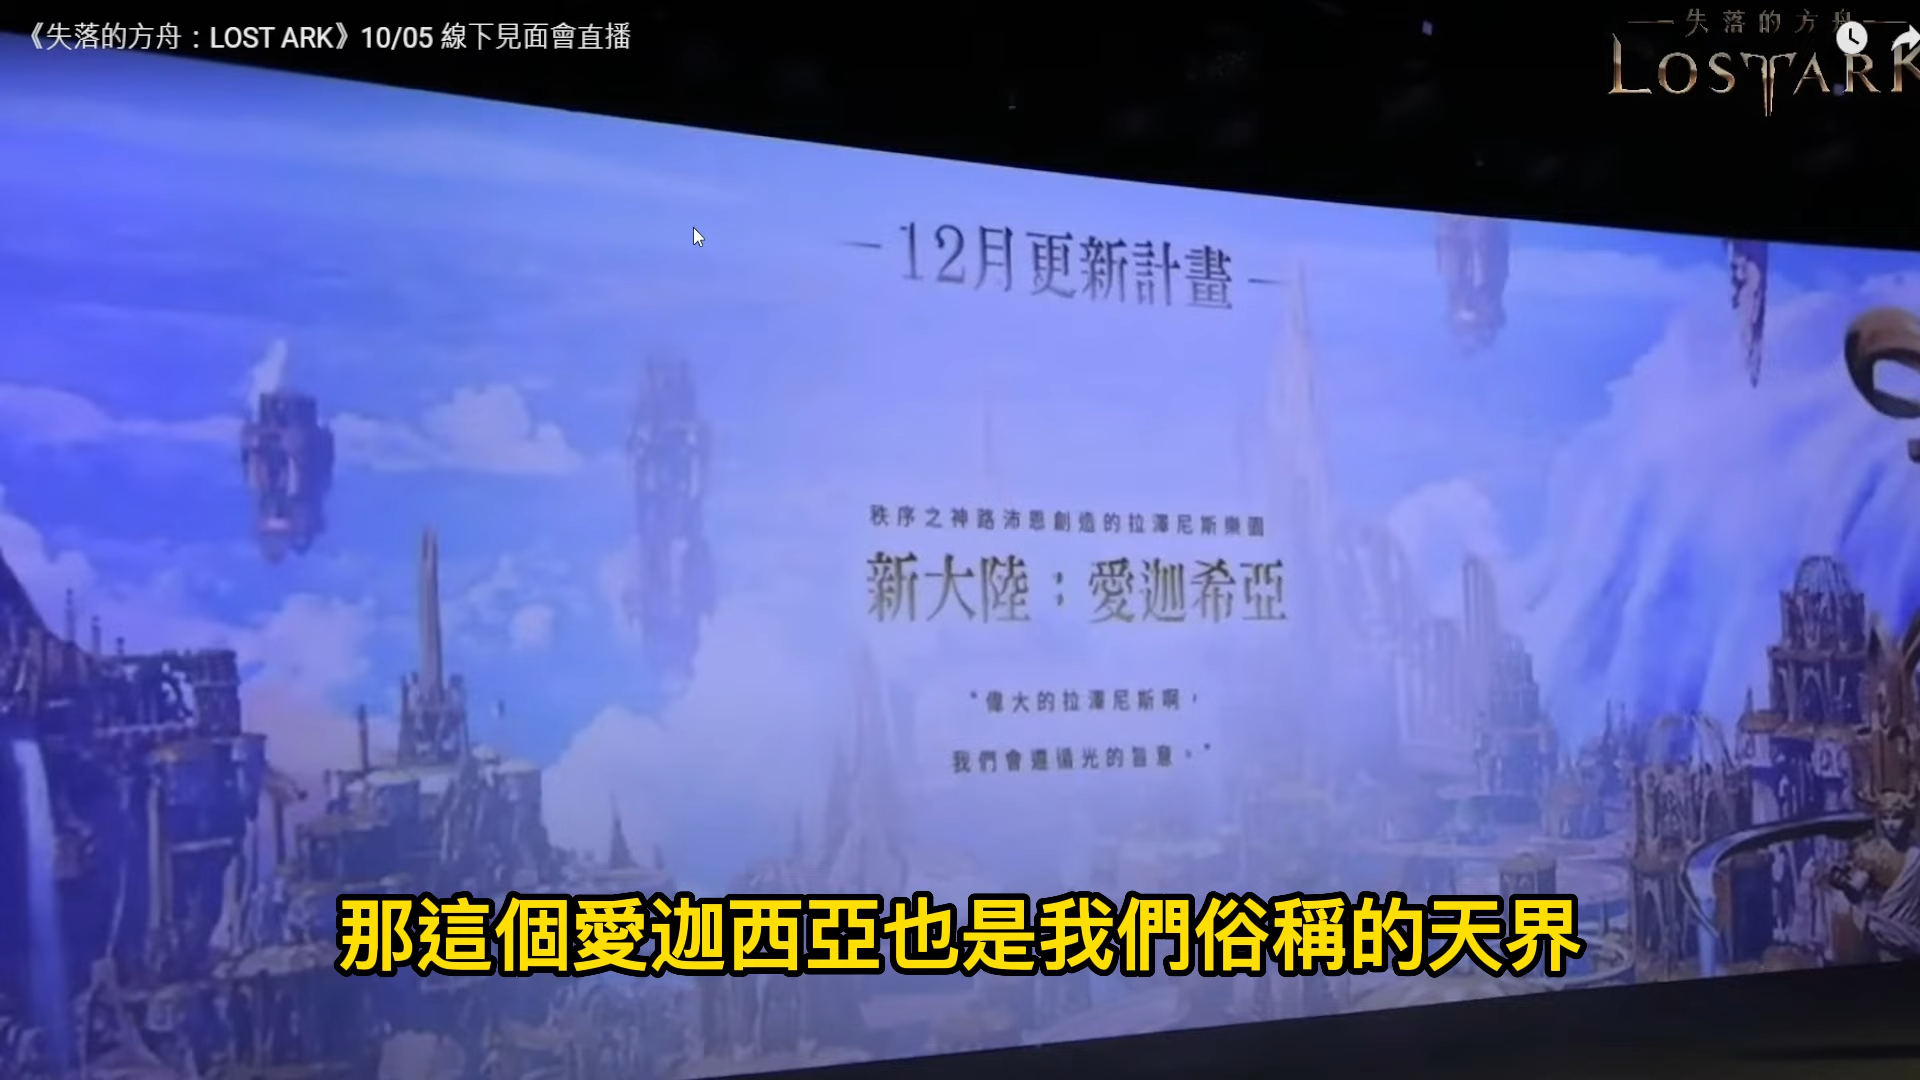 《失落的方舟：LOST ARK》10/05 線下見面會直播
失落的方舟
LOST ARK
12月更新計畫
秩序之神路沛恩創造的拉澤尼斯樂園
新大陸：愛迦希亞
“偉大的拉澤尼斯啊，
我們會遵循光的旨意。”
那這個愛迦西亞也是我們俗稱的天界